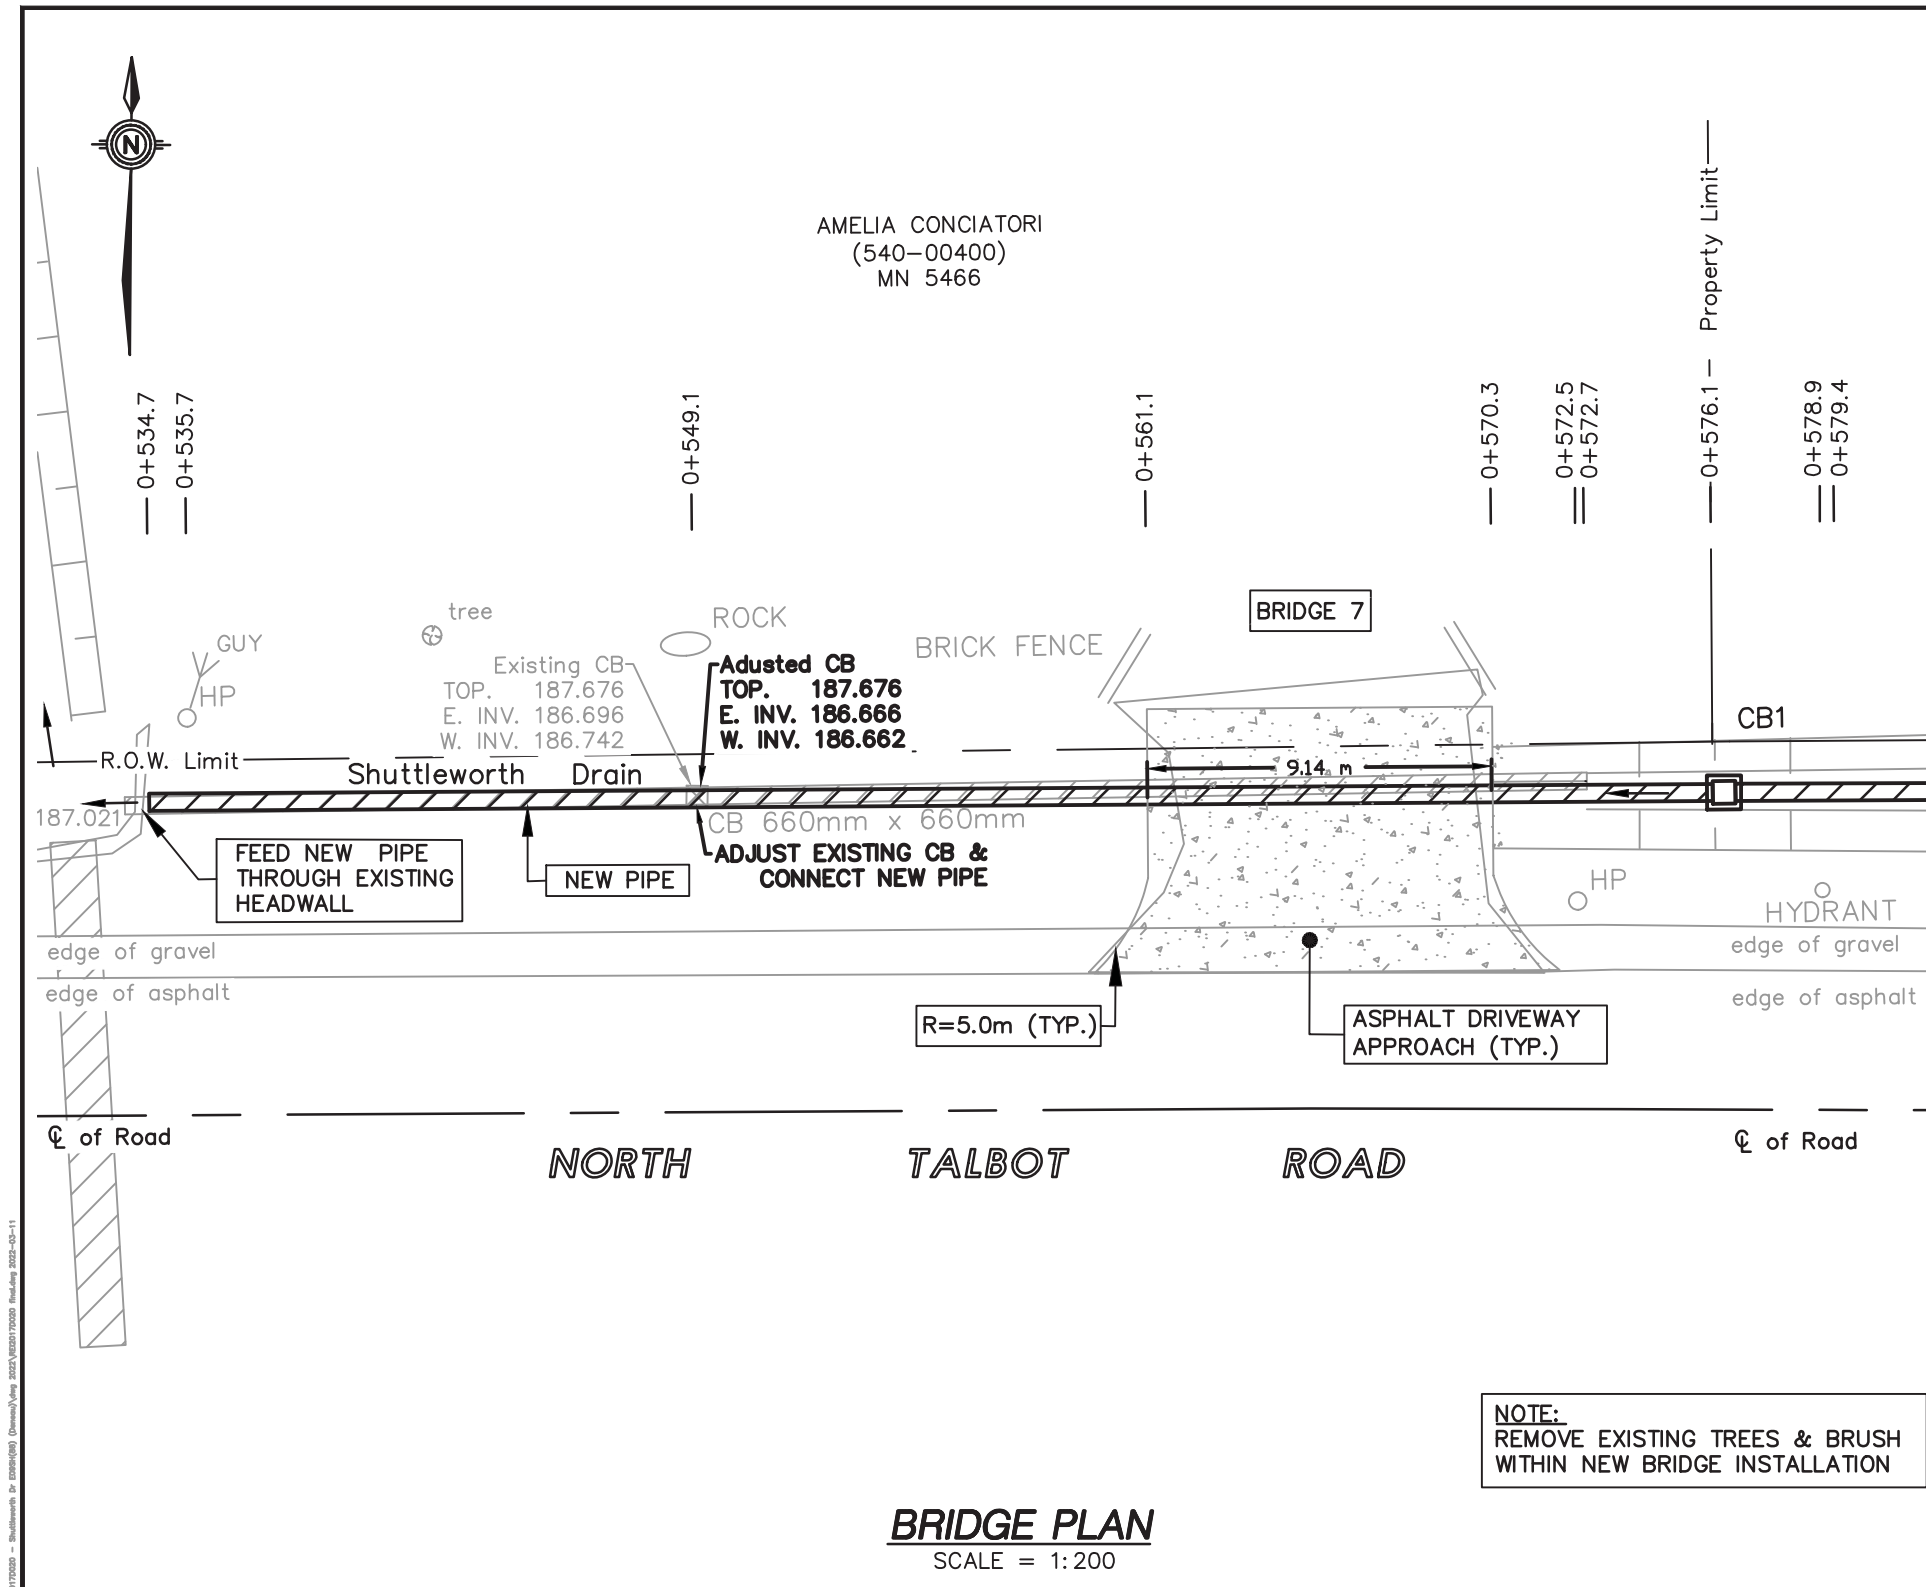 N
AMELIA CONCIATORI
(540-00400)
MN 5466
Property Limit
0+534.7
0+535.7
0+549.1
0+561.1
0+570.3
0+572.5
0+572.7
0+576.1
0+578.9
0+579.4
BRIDGE 7
tree
ROCK
GUY
BRICK FENCE
HP
Existing CB
TOP. 187.676
E. INV. 186.696
W. INV. 186.742
Adusted CB
TOP. 187.676
E. INV. 186.666
W. INV. 186.662
CB1
R.O.W. Limit
Shuttleworth Drain
9.14 m
187.021
CB 660mm x 660mm
FEED NEW PIPE
THROUGH EXISTING
HEADWALL
NEW PIPE
ADJUST EXISTING CB &
CONNECT NEW PIPE
HP
HYDRANT
edge of gravel
edge of gravel
edge of asphalt
edge of asphalt
R=5.0m (TYP.)
ASPHALT DRIVEWAY
APPROACH (TYP.)
℄ of Road
℄ of Road
NORTH TALBOT ROAD
NOTE:
REMOVE EXISTING TREES & BRUSH
WITHIN NEW BRIDGE INSTALLATION
BRIDGE PLAN
SCALE = 1:200